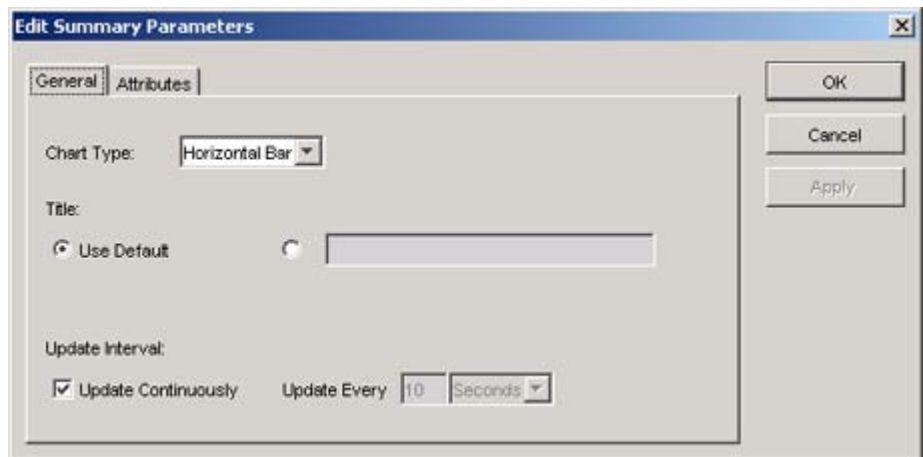 Edit Summary Parameters
General Attributes
OK
Cancel
Apply
Chart Type: Horizontal Bar
Title:
Use Default
Update Interval:
Update Continuously Update Every 10 Seconds